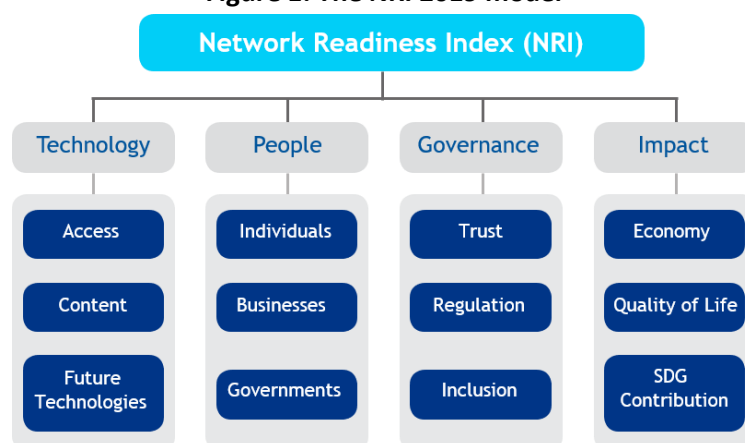 Network Readiness Index (NRI)
Technology
People
Governance
Impact
Access
Individuals
Trust
Economy
Content
Businesses
Regulation
Quality of Life
Future
Technologies
Governments
Inclusion
SDG
Contribution